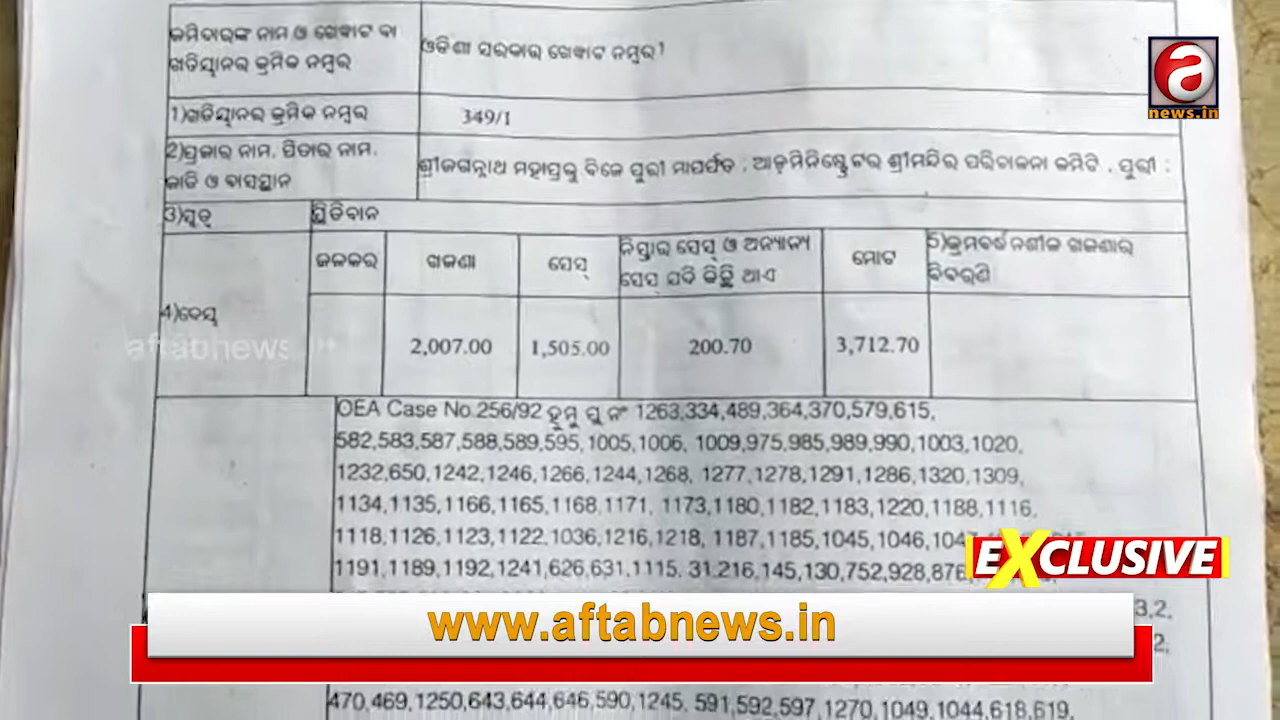 ଜମିଦାରଙ୍କ ନାମ ଓ ଖେୱାଟ ବା
ଖତିୟାନର କ୍ରମିକ ନମ୍ବର
ଓଡିଶା ସରକାର ଖେୱାଟ ନମ୍ବର 1
1)ଖତିୟାନର କ୍ରମିକ ନମ୍ବର
349/1
2)ପ୍ରଜାର ନାମ, ପିତାର ନାମ,
ଜାତି ଓ ବାସସ୍ଥାନ
ଶ୍ରୀଜଗନ୍ନାଥ ମହାପ୍ରଭୁ ବିଜେ ପୁରୀ ମାର୍ଫତ ; ଆଡ଼ମିନିଷ୍ଟ୍ରେଟର ଶ୍ରୀମନ୍ଦିର ପରିଚାଳନା କମିଟି , ପୁରୀ ;
3)ସ୍ୱତ୍ୱ
ସ୍ଥିତିବାନ
4)ଦେୟ
ଜଳକର
ଖଜଣା
ସେସ୍
ନିସ୍ତାର ସେସ୍ ଓ ଅନ୍ୟାନ୍ୟ
ସେସ୍ ଯଦି କିଛି ଥାଏ
ମୋଟ
5)କ୍ରମବର୍ଦ୍ଧନଶୀଳ ଖଜଣାର
ବିବରଣି
2,007.00 1,505.00 200.70 3,712.70
OEA Case No.256/92 ହୁମୁ ପ୍ଲ ନଂ 1263,334,489,364,370,579,615,
582,583,587,588,589,595,1005,1006, 1009,975,985,989,990,1003,1020,
1232,650,1242,1246,1266,1244,1268, 1277,1278,1291,1286,1320,1309,
1134,1135,1166,1165,1168,1171, 1173,1180,1182,1183,1220,1188,1116,
1118,1126,1123,1122,1036,1216,1218, 1187,1185,1045,1046,
1191,1189,1192,1241,626,631,1115, 31,216,145,130,752,928,
470,469,1250,643,644,646,590,1245, 591,592,597,1270,1049,1044,618,619,
news.in
aftabnews.in
EXCLUSIVE
www.aftabnews.in